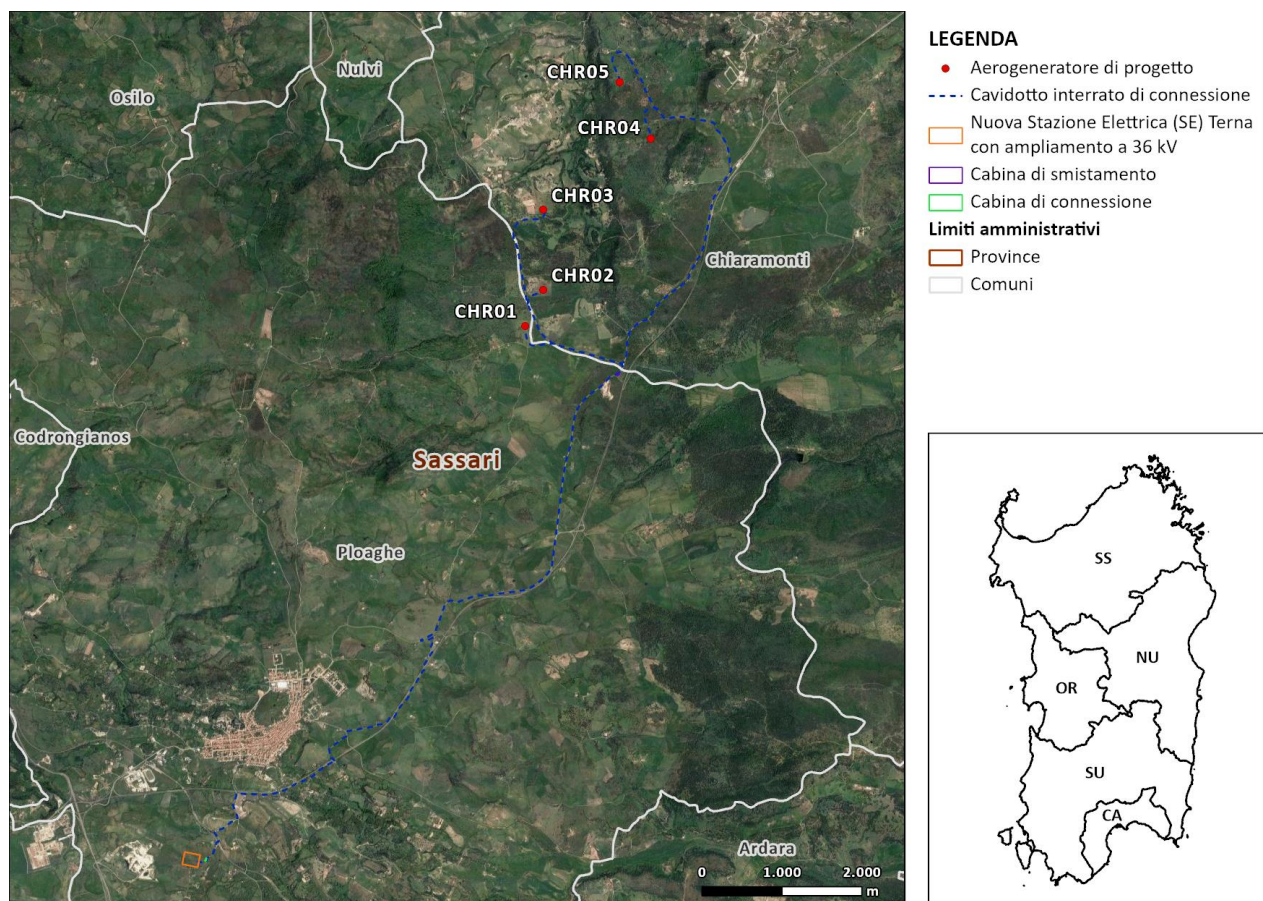 Nulvi
Osilo
CHR05
CHR04
CHR03
Chiaramonti
CHR02
CHR01
Codrongianos
Sassari
Ploaghe
Ardara
0 1.000 2.000
m
LEGENDA
Aerogeneratore di progetto
Cavidotto interrato di connessione
Nuova Stazione Elettrica (SE) Terna
con ampliamento a 36 kV
Cabina di smistamento
Cabina di connessione
Limiti amministrativi
Province
Comuni
SS
NU
OR
SU
CA